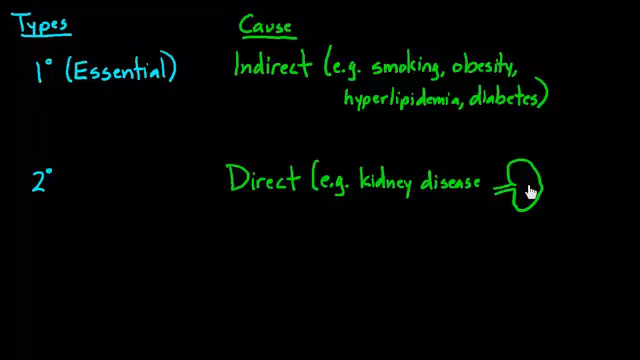 Types Cause
1° (Essential) Indirect (e.g. smoking, obesity,
hyperlipidemia, diabetes)
2° Direct (e.g. kidney disease